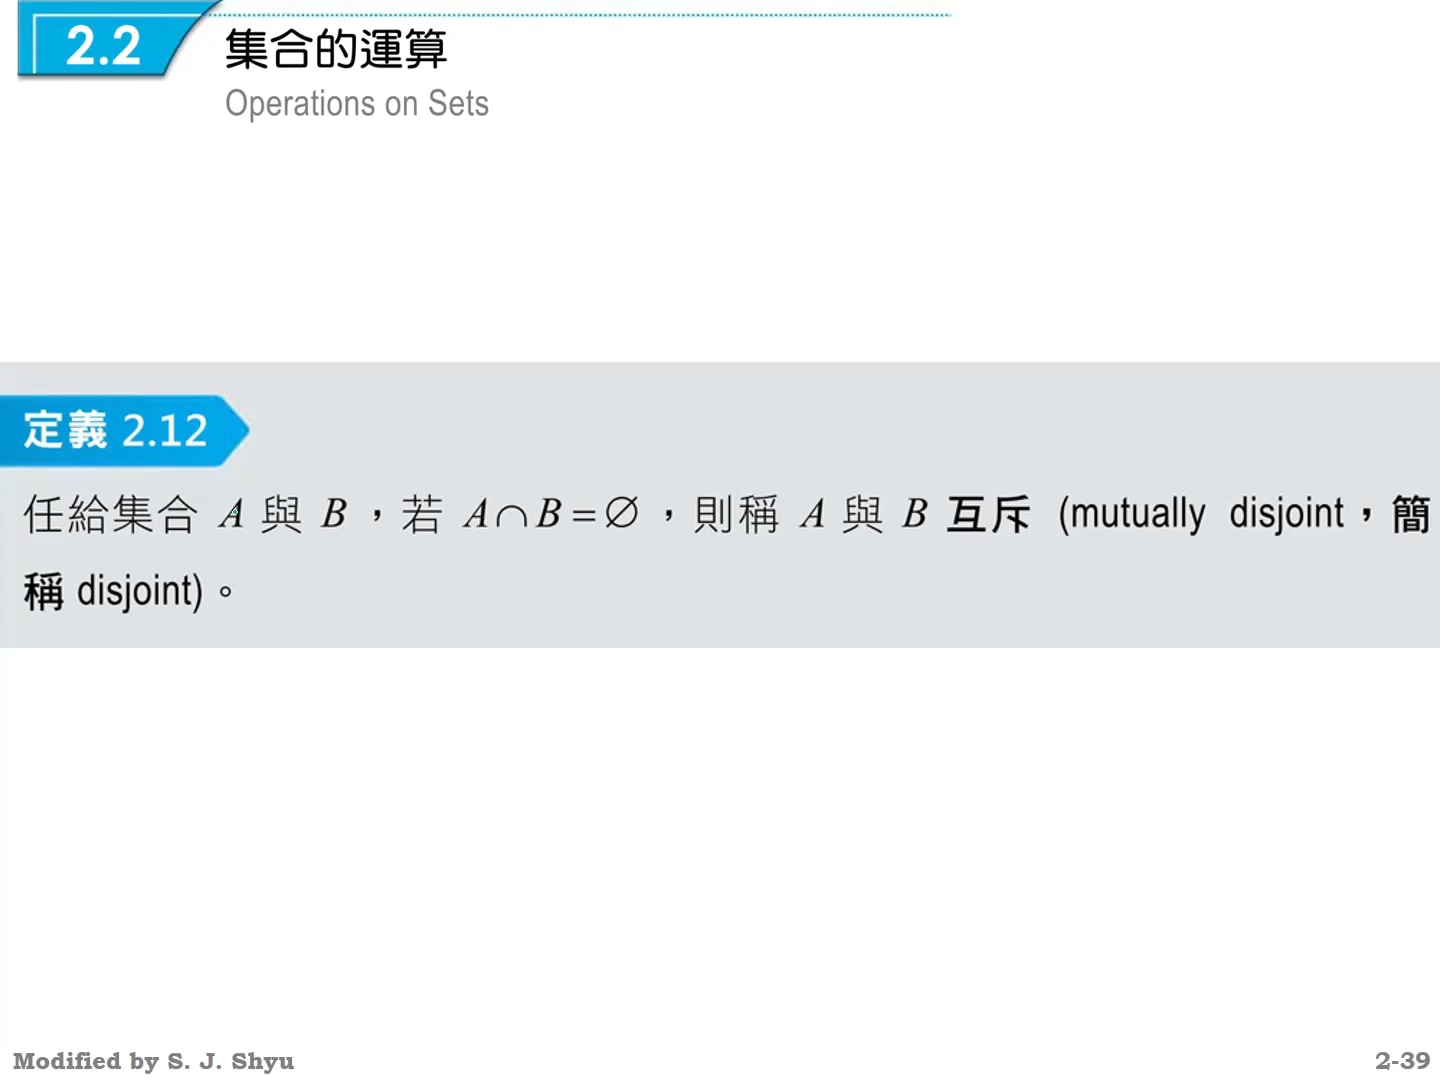 2.2 集合的運算
Operations on Sets
定義 2.12
任給集合 A 與 B，若 A∩B=∅，則稱 A 與 B 互斥 (mutually disjoint，簡
稱 disjoint)。
Modified by S. J. Shyu
2-39